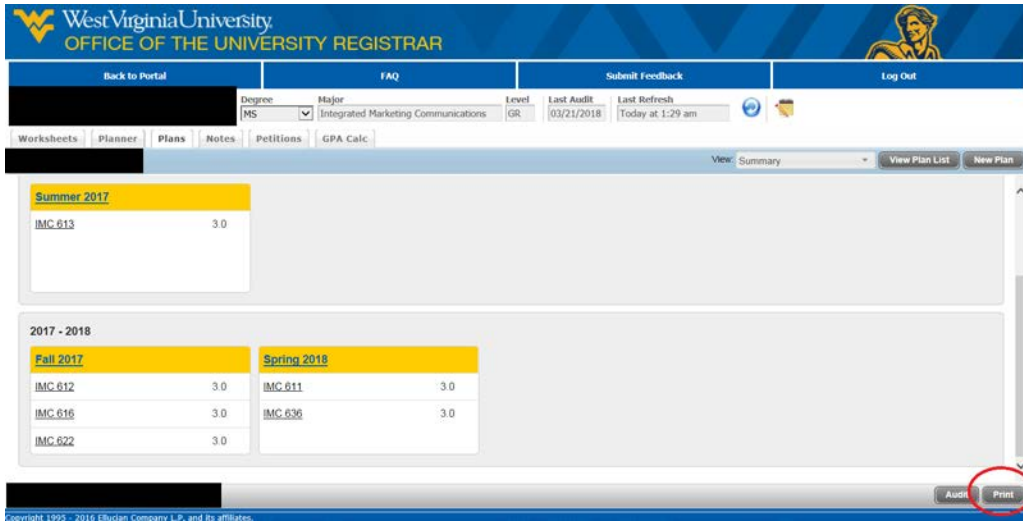 WestVirginiaUniversity.
OFFICE OF THE UNIVERSITY REGISTRAR
Back to Portal FAQ Submit Feedback Log Out
Degree Major Level Last Audit Last Refresh
MS Integrated Marketing Communications GR 03/21/2018 Today at 1:29 am
Worksheets Planner Plans Notes Petitions GPA Calc
View: Summary View Plan List New Plan
Summer 2017
IMC 613 3.0
2017 - 2018
Fall 2017 Spring 2018
IMC 612 3.0 IMC 611 3.0
IMC 616 3.0 IMC 636 3.0
IMC 622 3.0
Audit Print
Copyright 1995 - 2016 Ellucian Company L.P. and its affiliates.